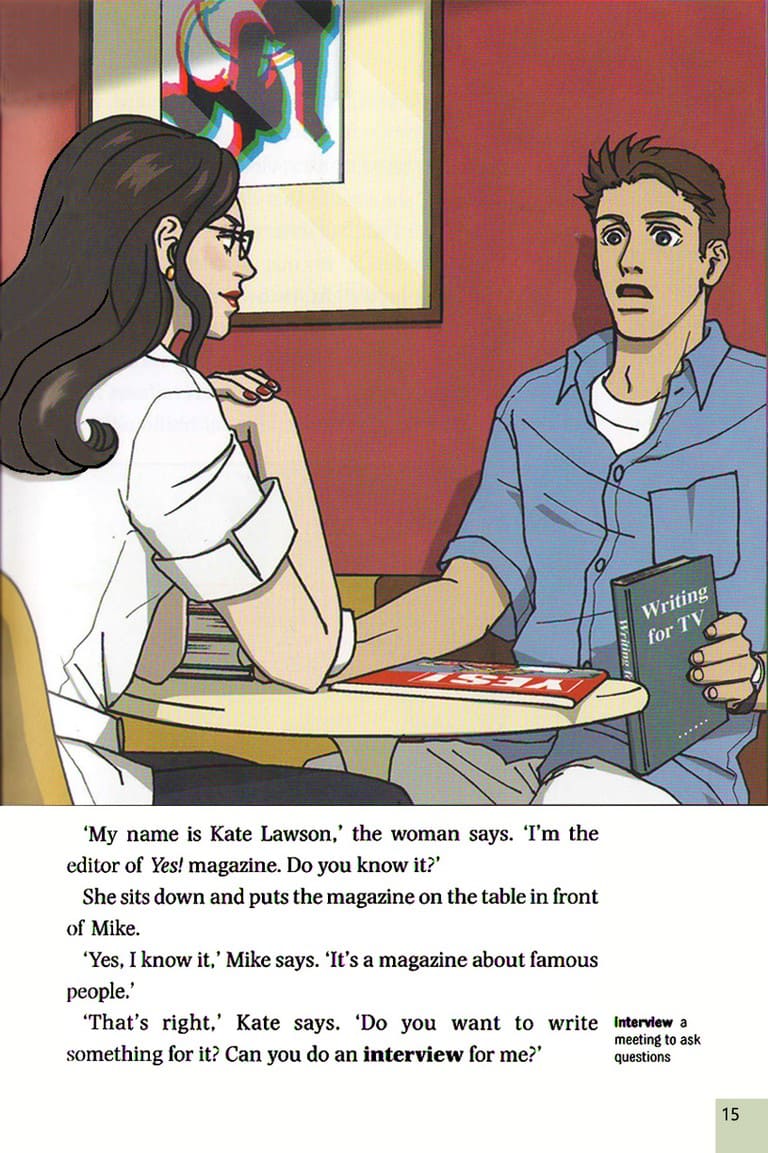 Writing
for TV
Writing f
YES!
‘My name is Kate Lawson,’ the woman says. ‘I’m the
editor of Yes! magazine. Do you know it?’
She sits down and puts the magazine on the table in front
of Mike.
‘Yes, I know it,’ Mike says. ‘It’s a magazine about famous
people.’
‘That’s right,’ Kate says. ‘Do you want to write
something for it? Can you do an interview for me?’
interview a
meeting to ask
questions
15